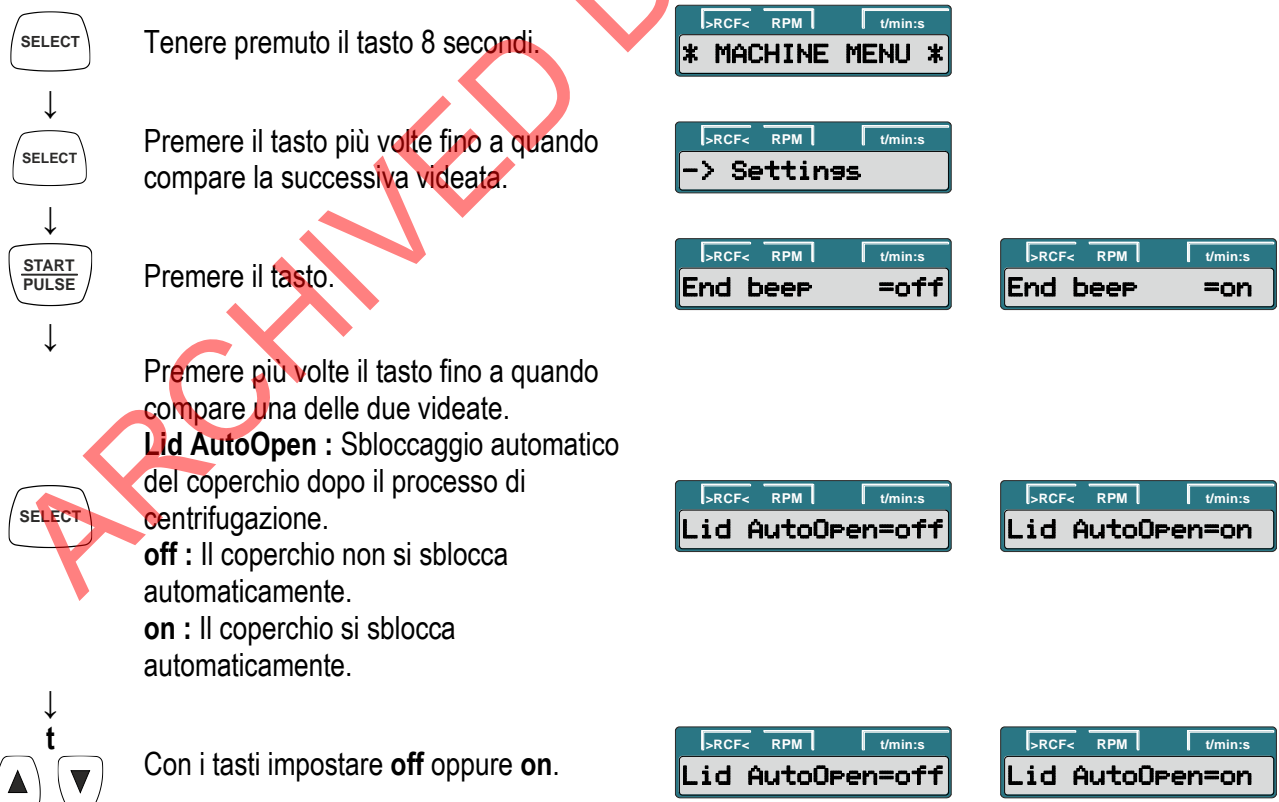 SELECT
Tenere premuto il tasto 8 secondi.
>RCF< RPM t/min:s
* MACHINE MENU *
↓
SELECT
Premere il tasto più volte fino a quando
compare la successiva videata.
>RCF< RPM t/min:s
-> Settings
↓
START
PULSE
Premere il tasto.
>RCF< RPM t/min:s
End beep =off
>RCF< RPM t/min:s
End beep =on
↓
Premere più volte il tasto fino a quando
compare una delle due videate.
Lid AutoOpen : Sbloccaggio automatico
del coperchio dopo il processo di
centrifugazione.
off : Il coperchio non si sblocca
automaticamente.
on : Il coperchio si sblocca
automaticamente.
SELECT
>RCF< RPM t/min:s
Lid AutoOpen=off
>RCF< RPM t/min:s
Lid AutoOpen=on
↓
t
▲ ▼
Con i tasti impostare off oppure on.
>RCF< RPM t/min:s
Lid AutoOpen=off
>RCF< RPM t/min:s
Lid AutoOpen=on
ARCHIVED